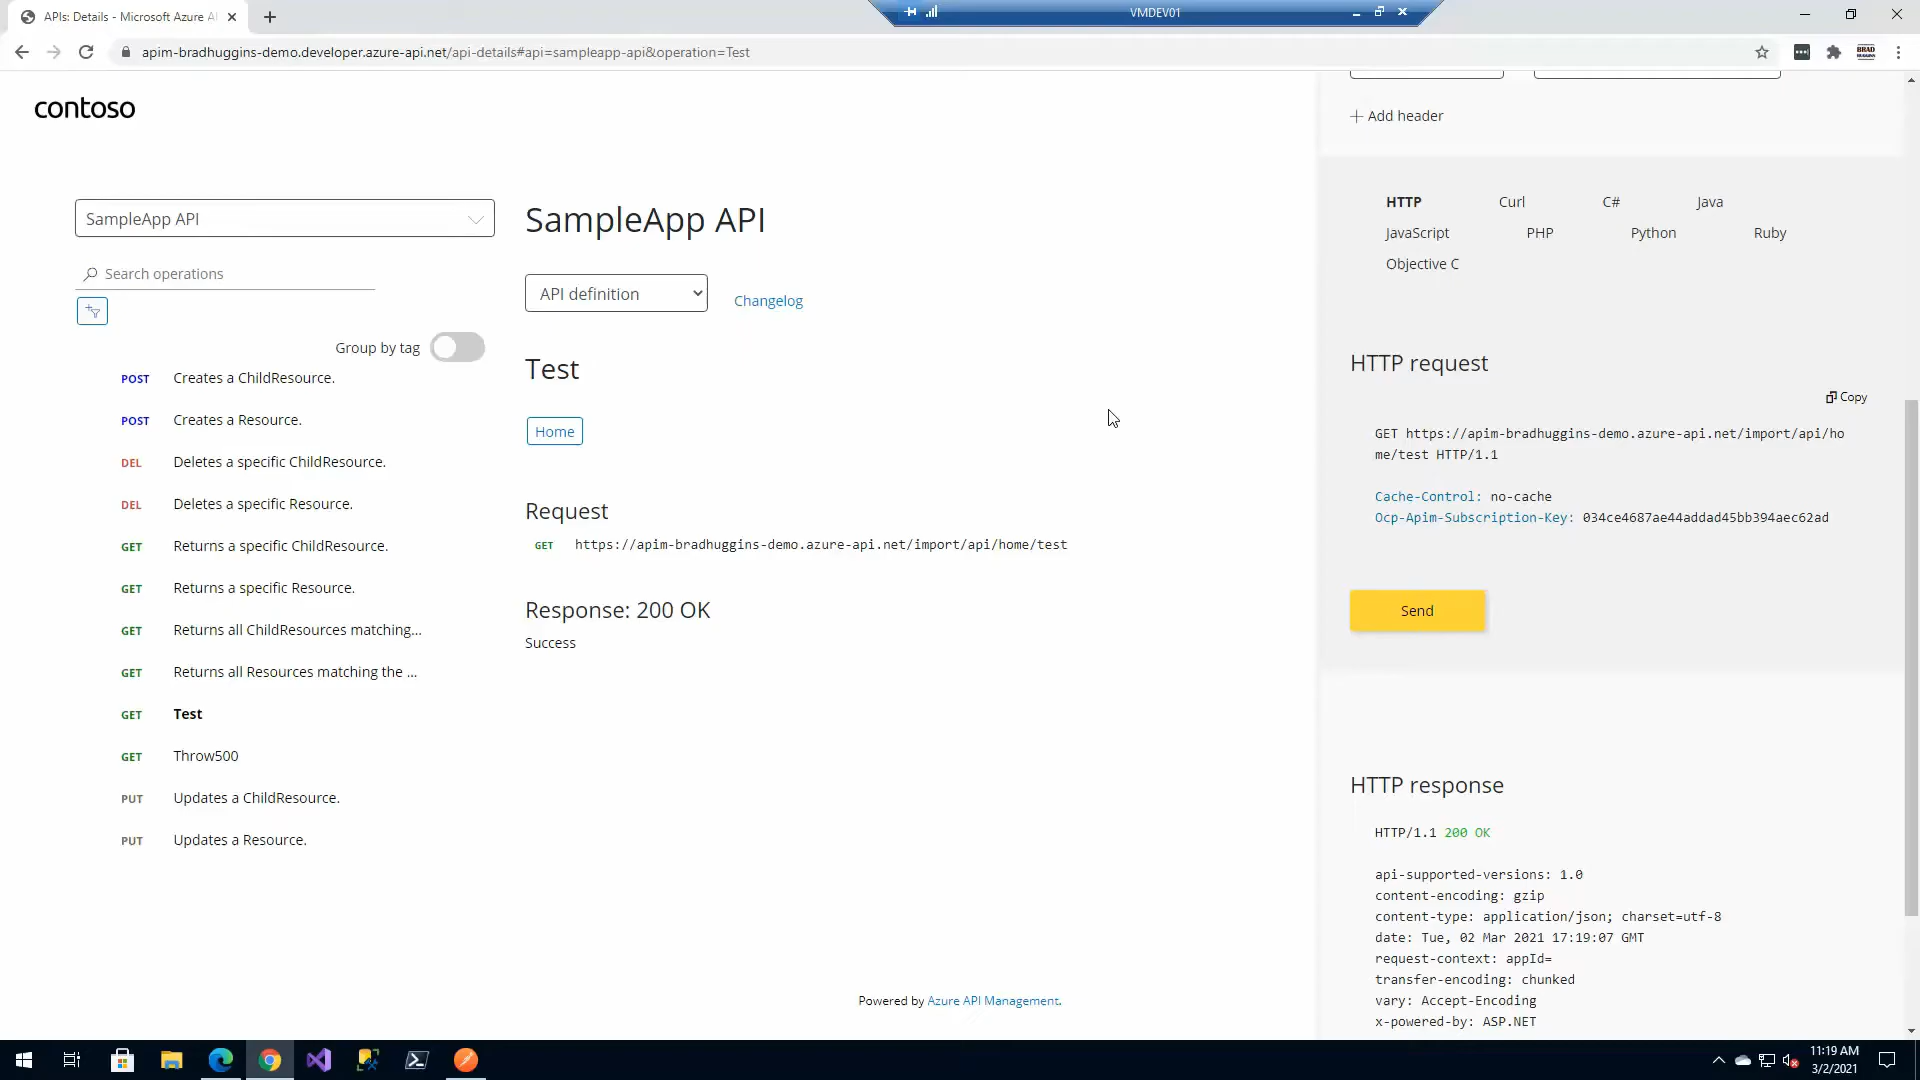 APIs: Details - Microsoft Azure A
VMDEV01
apim-bradhuggins-demo.developer.azure-api.net/api-details#api=sampleapp-api&operation=Test
contoso
SampleApp API
Search operations
Group by tag
POST Creates a ChildResource.
POST Creates a Resource.
DEL Deletes a specific ChildResource.
DEL Deletes a specific Resource.
GET Returns a specific ChildResource.
GET Returns a specific Resource.
GET Returns all ChildResources matching...
GET Returns all Resources matching the ...
GET Test
GET Throw500
PUT Updates a ChildResource.
PUT Updates a Resource.
SampleApp API
API definition
Changelog
Test
Home
Request
GET https://apim-bradhuggins-demo.azure-api.net/import/api/home/test
Response: 200 OK
Success
Powered by Azure API Management.
+ Add header
HTTP Curl C# Java
JavaScript PHP Python Ruby
Objective C
HTTP request
Copy
GET https://apim-bradhuggins-demo.azure-api.net/import/api/ho
me/test HTTP/1.1
Cache-Control: no-cache
Ocp-Apim-Subscription-Key: 034ce4687ae44addad45bb394aec62ad
Send
HTTP response
HTTP/1.1 200 OK
api-supported-versions: 1.0
content-encoding: gzip
content-type: application/json; charset=utf-8
date: Tue, 02 Mar 2021 17:19:07 GMT
request-context: appId=
transfer-encoding: chunked
vary: Accept-Encoding
x-powered-by: ASP.NET
11:19 AM
3/2/2021